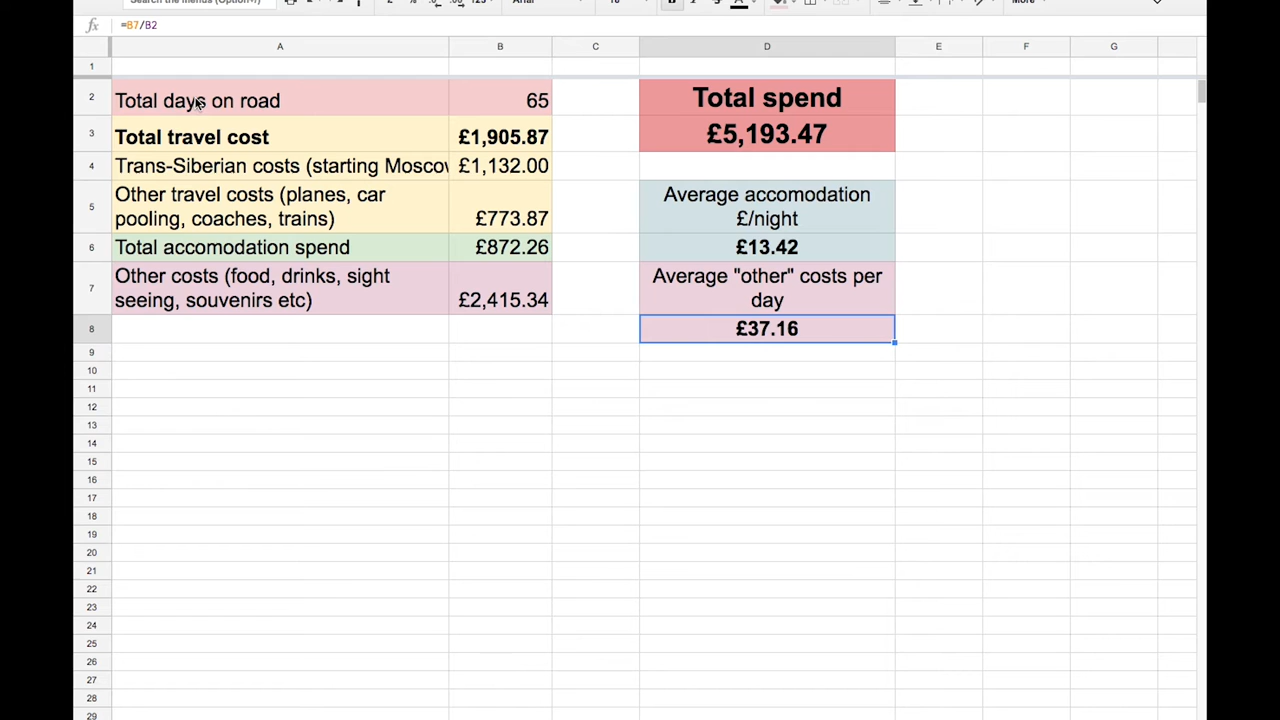 =B7/B2
A B C D E F G
1
2 Total days on road 65 Total spend
3 Total travel cost £1,905.87 £5,193.47
4 Trans-Siberian costs (starting Moscow £1,132.00
Other travel costs (planes, car Average accomodation
5 pooling, coaches, trains) £773.87 £/night
6 Total accomodation spend £872.26 £13.42
Other costs (food, drinks, sight Average "other" costs per
7 seeing, souvenirs etc) £2,415.34 day
8 £37.16
9
10
11
12
13
14
15
16
17
18
19
20
21
22
23
24
25
26
27
28
29